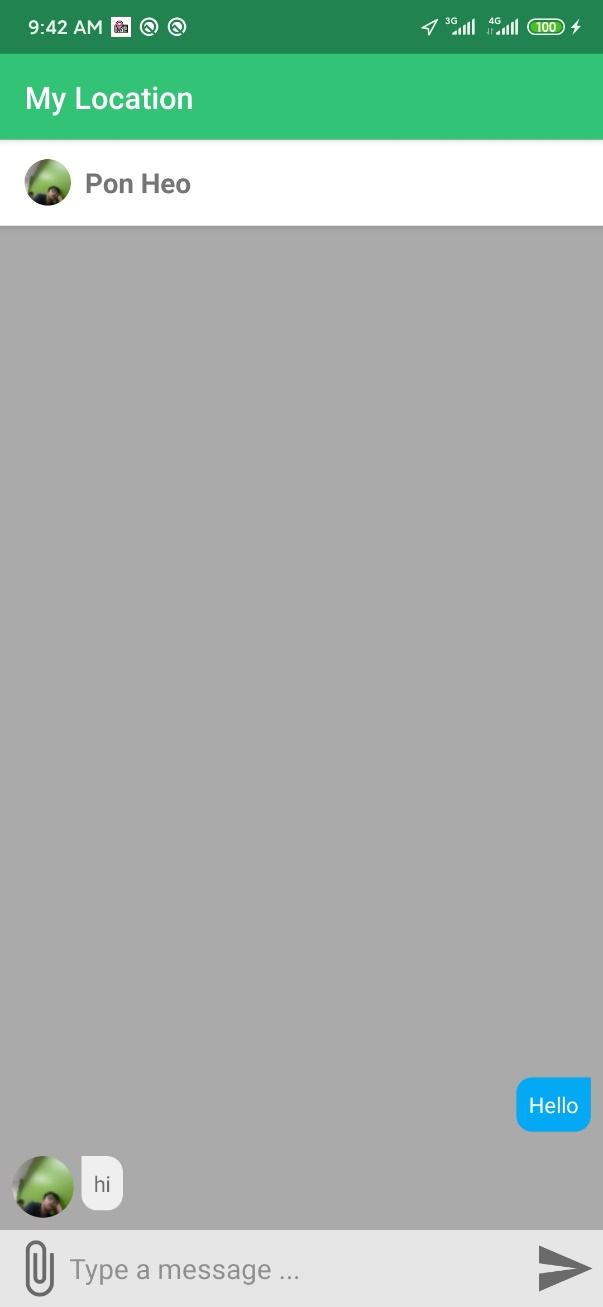 9:42 AM
3G
4G
100
My Location
Pon Heo
Hello
hi
Type a message ...